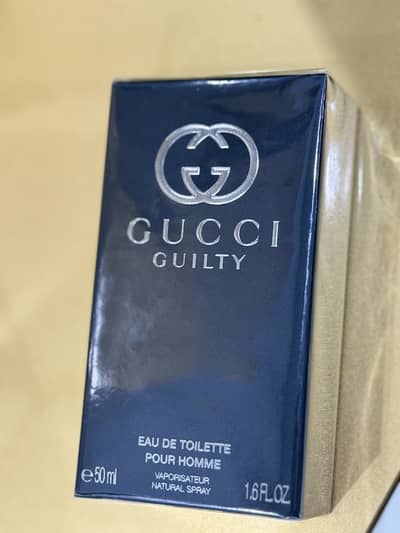 GUCCI
GUILTY
EAU DE TOILETTE
POUR HOMME
VAPORISATEUR
NATURAL SPRAY
℮50 ml
1.6 FL.OZ